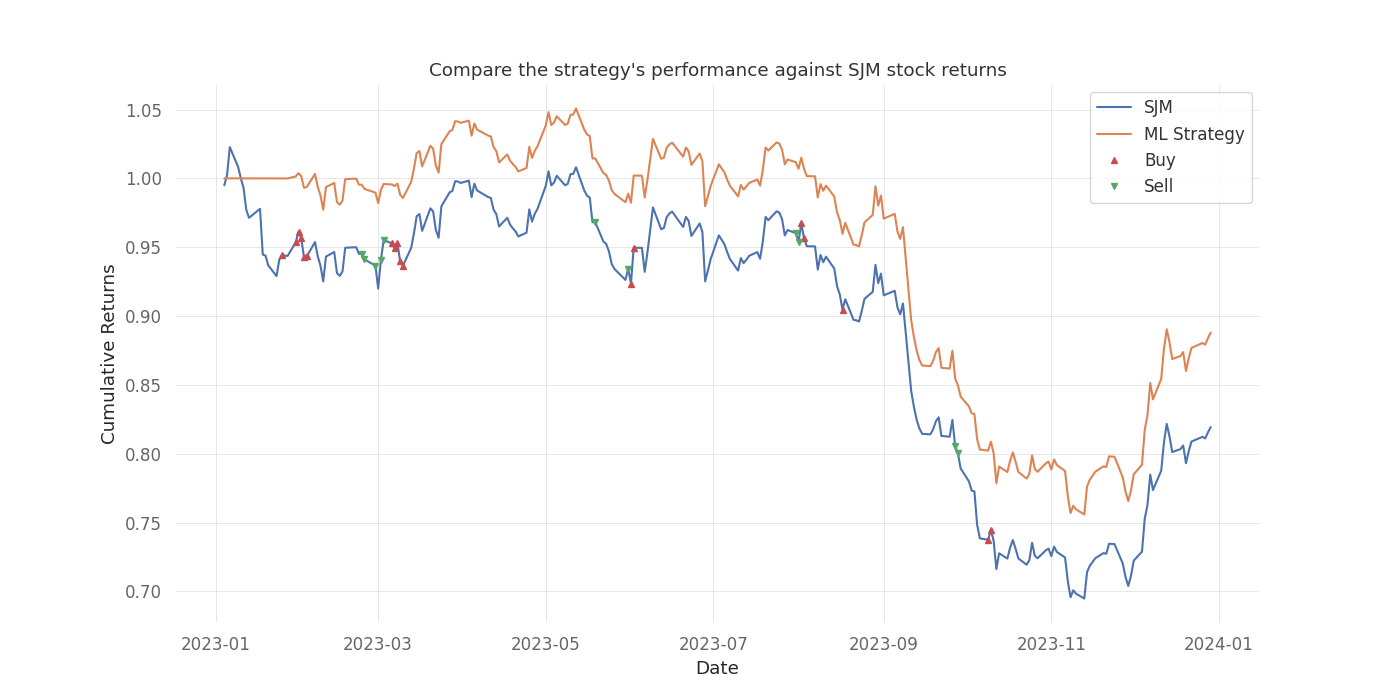 Compare the strategy's performance against SJM stock returns
SJM
ML Strategy
Buy
Sell
Cumulative Returns
1.05
1.00
0.95
0.90
0.85
0.80
0.75
0.70
2023-01
2023-03
2023-05
2023-07
2023-09
2023-11
2024-01
Date